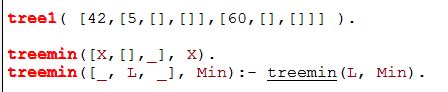 tree1( [42,[5,[],[]],[60,[],[]]] ).
treemin([X,[],_], X).
treemin([_, L, _], Min):- treemin(L, Min).